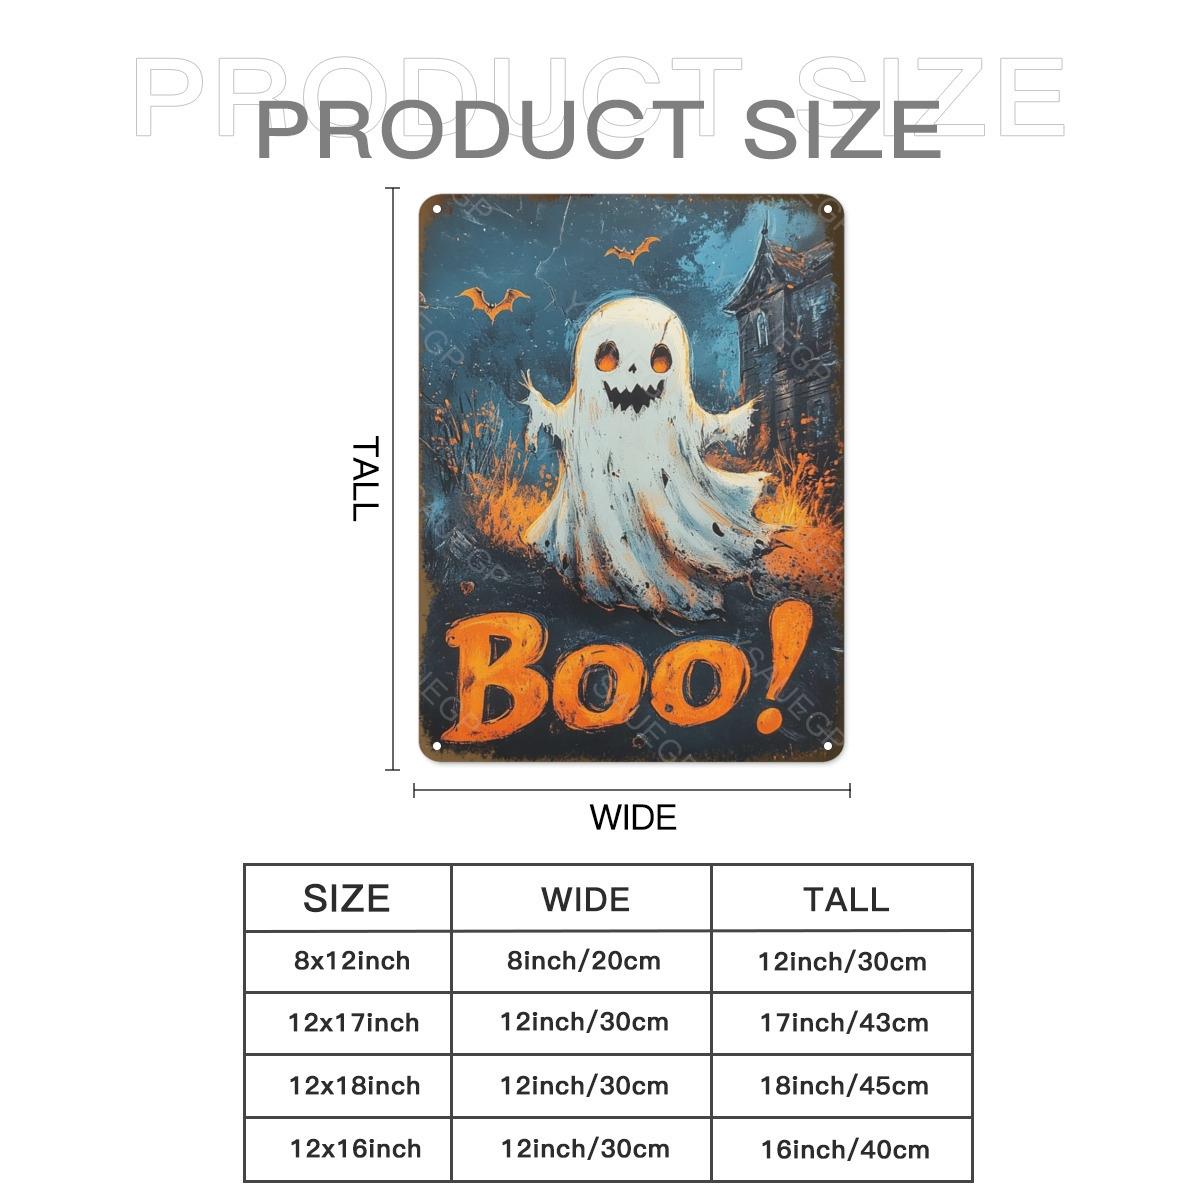 PRODUCT SIZE
PRODUCT SIZE
TALL
Boo!
WIDE
SIZE WIDE TALL
8x12inch 8inch/20cm 12inch/30cm
12x17inch 12inch/30cm 17inch/43cm
12x18inch 12inch/30cm 18inch/45cm
12x16inch 12inch/30cm 16inch/40cm